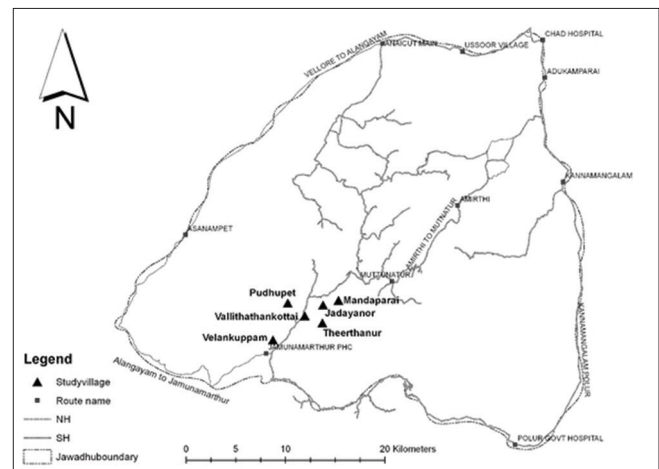 CHAD HOSPITAL
ANAICUT MAIN
USSOOR VILLAGE
VELLORE TO ALANGAYAM
ADUKAMPARAI
N
KANNAMANGALAM
AMIRTHI
AMIRTHI TO MUTNATUR
ASANAMPET
MUTTUNATUR
Pudhupet
Mandaparai
Jadayanor
Vallithathankottai
Theerthanur
Velankuppam
JAMUNAMARTHUR PHC
KANNAMANGALAM POLUR
Alangayam to Jamunamarthur
Legend
Studyvillage
Route name
NH
SH
Jawadhuboundary
POLUR GOVT HOSPITAL
0 5 10 20 Kilometers